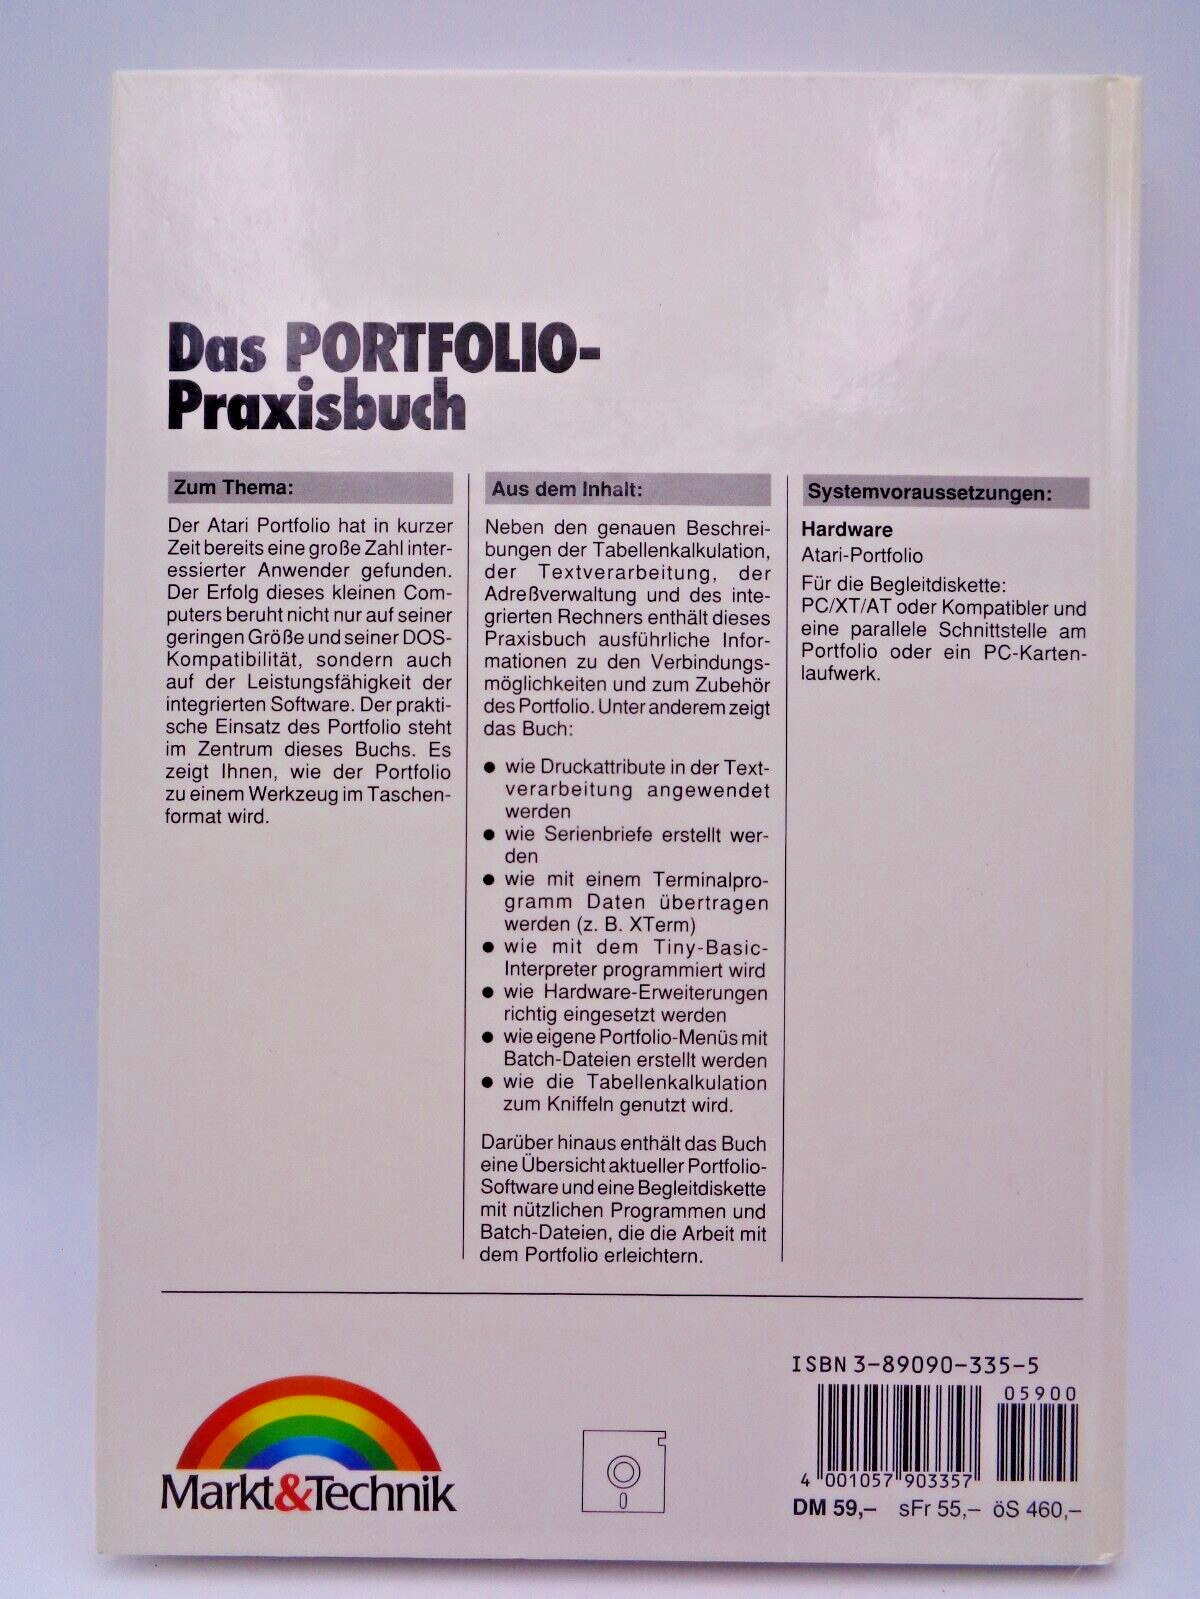 Das PORTFOLIO-
Praxisbuch
Zum Thema:
Der Atari Portfolio hat in kurzer
Zeit bereits eine große Zahl inter-
essierter Anwender gefunden.
Der Erfolg dieses kleinen Com-
puters beruht nicht nur auf seiner
geringen Größe und seiner DOS-
Kompatibilität, sondern auch
auf der Leistungsfähigkeit der
integrierten Software. Der prakti-
sche Einsatz des Portfolio steht
im Zentrum dieses Buchs. Es
zeigt Ihnen, wie der Portfolio
zu einem Werkzeug im Taschen-
format wird.
Aus dem Inhalt:
Neben den genauen Beschrei-
bungen der Tabellenkalkulation,
der Textverarbeitung, der
Adreßverwaltung und des inte-
grierten Rechners enthält dieses
Praxisbuch ausführliche Infor-
mationen zu den Verbindungs-
möglichkeiten und zum Zubehör
des Portfolio. Unter anderem zeigt
das Buch:
● wie Druckattribute in der Text-
verarbeitung angewendet
werden
● wie Serienbriefe erstellt wer-
den
● wie mit einem Terminalpro-
gramm Daten übertragen
werden (z. B. XTerm)
● wie mit dem Tiny-Basic-
Interpreter programmiert wird
● wie Hardware-Erweiterungen
richtig eingesetzt werden
● wie eigene Portfolio-Menüs mit
Batch-Dateien erstellt werden
● wie die Tabellenkalkulation
zum Kniffeln genutzt wird.
Darüber hinaus enthält das Buch
eine Übersicht aktueller Portfolio-
Software und eine Begleitdiskette
mit nützlichen Programmen und
Batch-Dateien, die die Arbeit mit
dem Portfolio erleichtern.
Systemvoraussetzungen:
Hardware
Atari-Portfolio
Für die Begleitdiskette:
PC/XT/AT oder Kompatibler und
eine parallele Schnittstelle am
Portfolio oder ein PC-Karten-
laufwerk.
Markt&Technik
ISBN 3-89090-335-5
05900
4 001057 903357
DM 59,– sFr 55,– öS 460,–